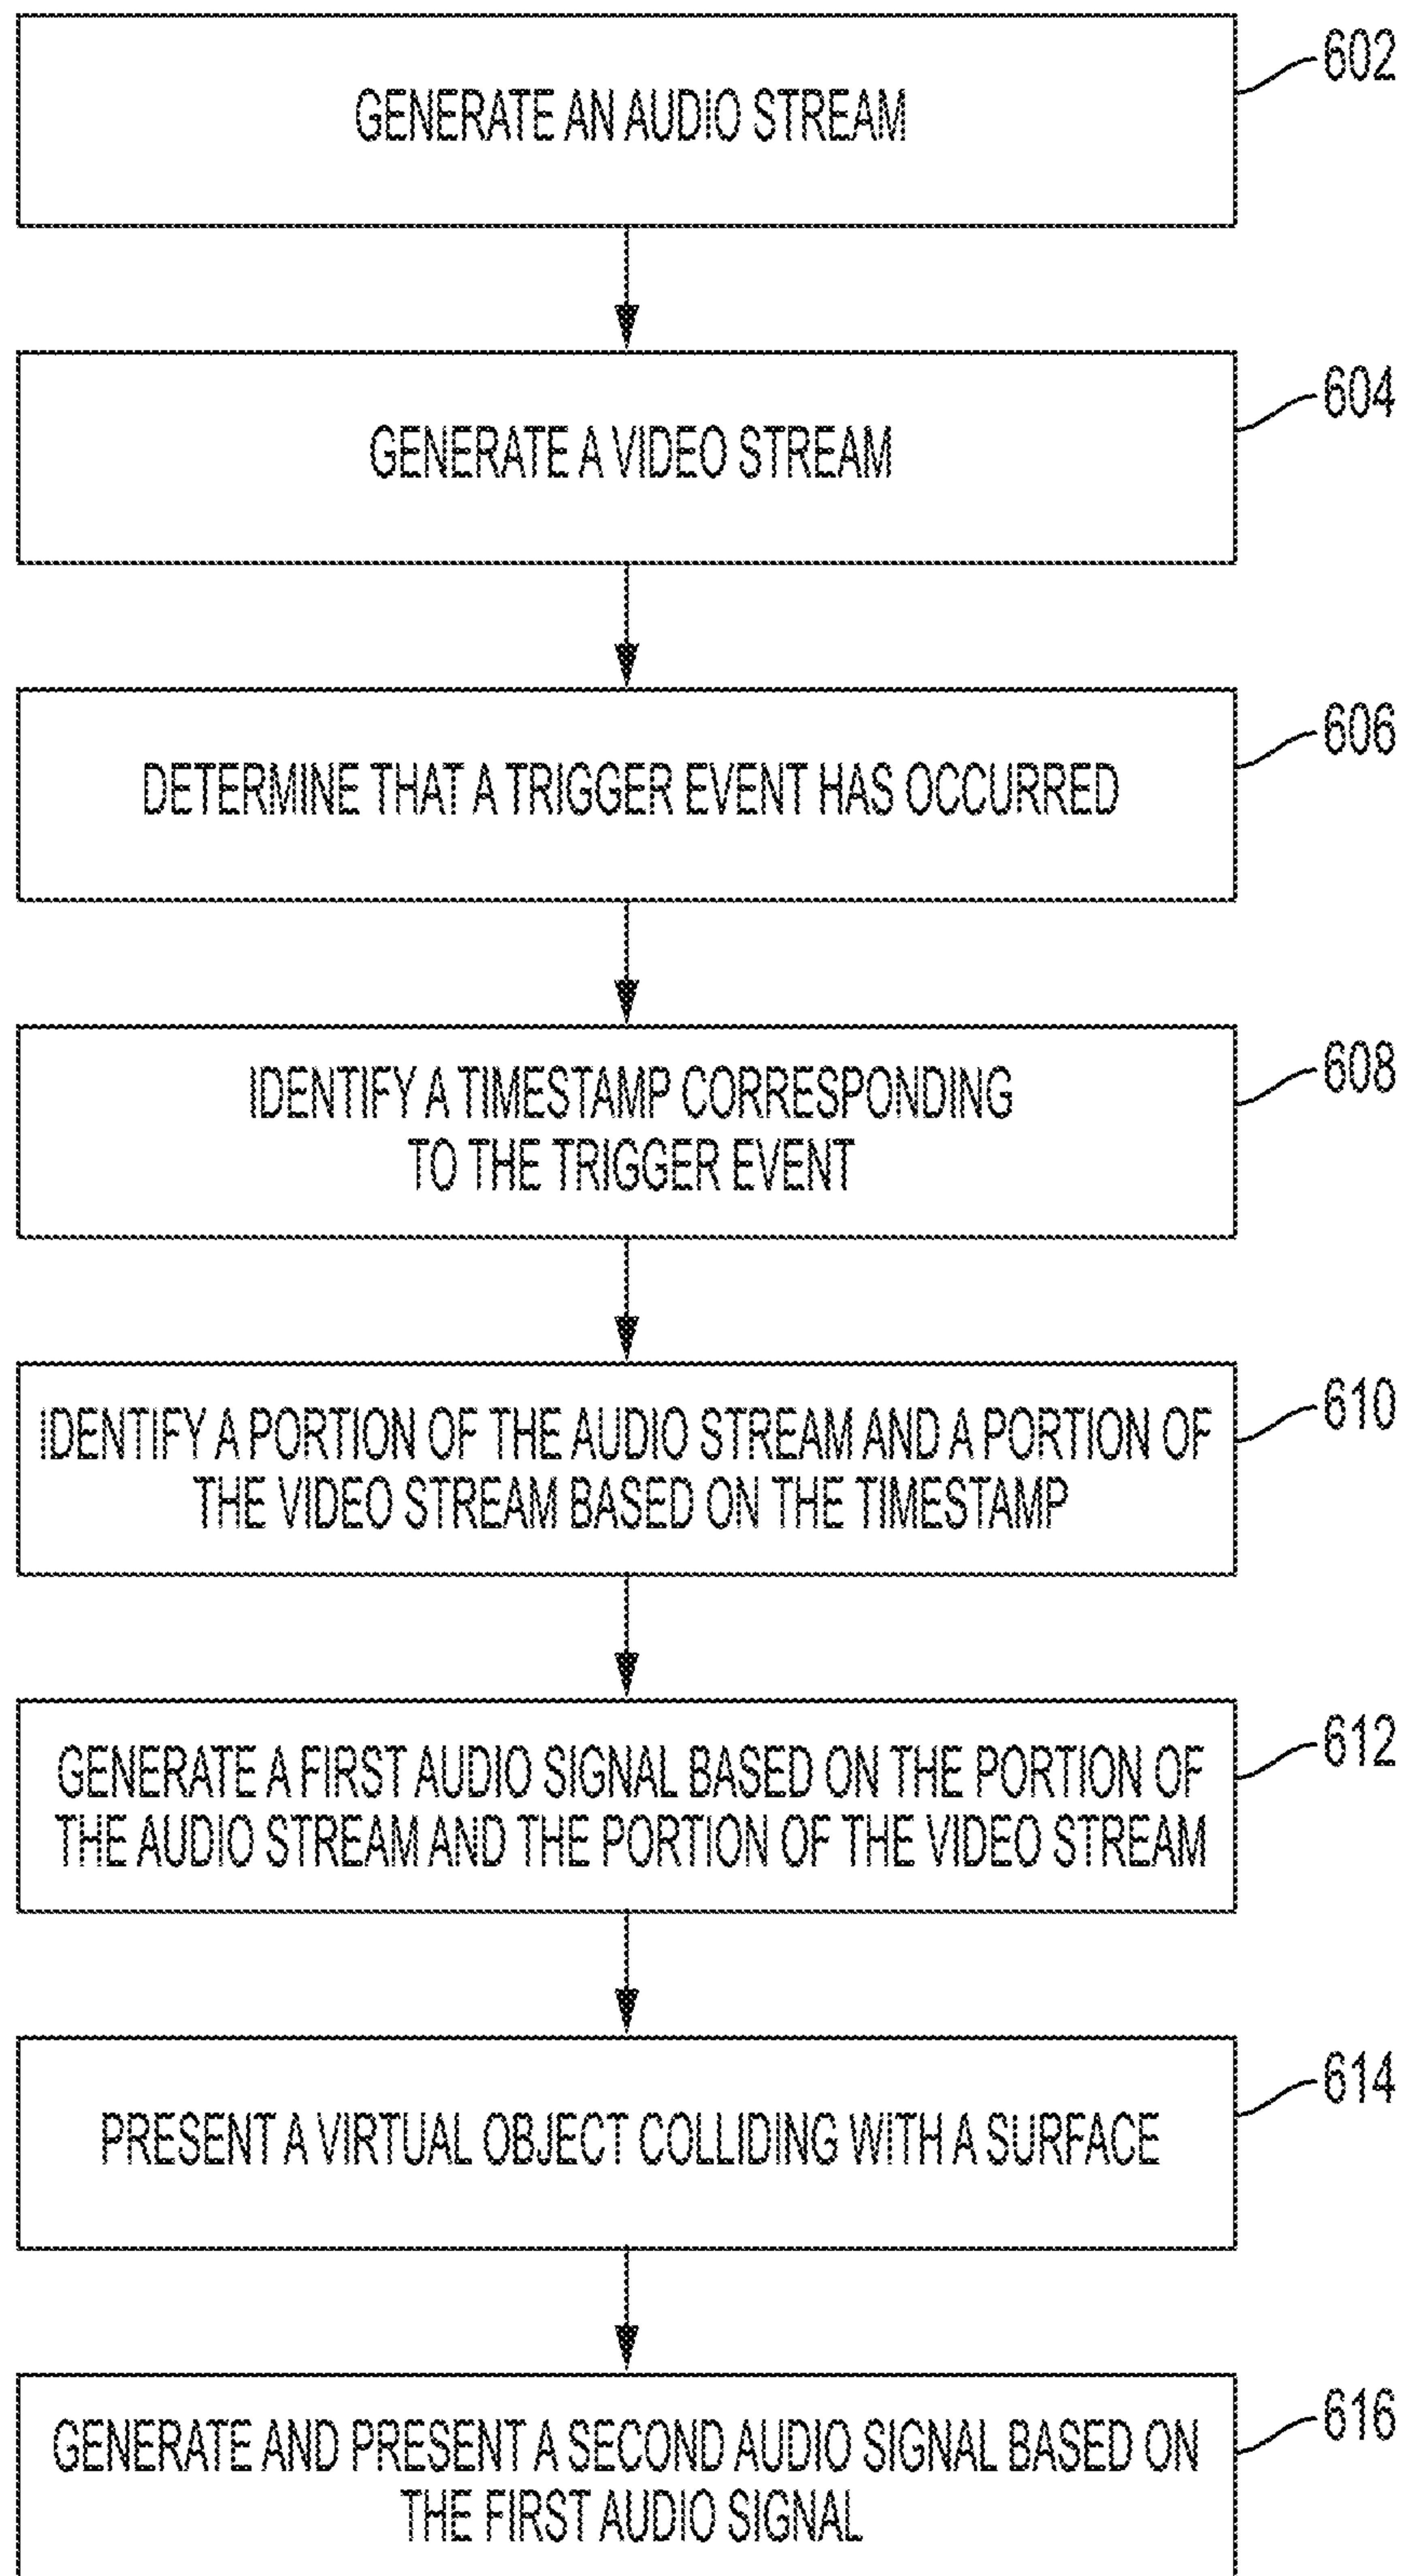 602
GENERATE AN AUDIO STREAM
604
GENERATE A VIDEO STREAM
606
DETERMINE THAT A TRIGGER EVENT HAS OCCURRED
608
IDENTIFY A TIMESTAMP CORRESPONDING
TO THE TRIGGER EVENT
610
IDENTIFY A PORTION OF THE AUDIO STREAM AND A PORTION OF
THE VIDEO STREAM BASED ON THE TIMESTAMP
612
GENERATE A FIRST AUDIO SIGNAL BASED ON THE PORTION OF
THE AUDIO STREAM AND THE PORTION OF THE VIDEO STREAM
614
PRESENT A VIRTUAL OBJECT COLLIDING WITH A SURFACE
616
GENERATE AND PRESENT A SECOND AUDIO SIGNAL BASED ON
THE FIRST AUDIO SIGNAL